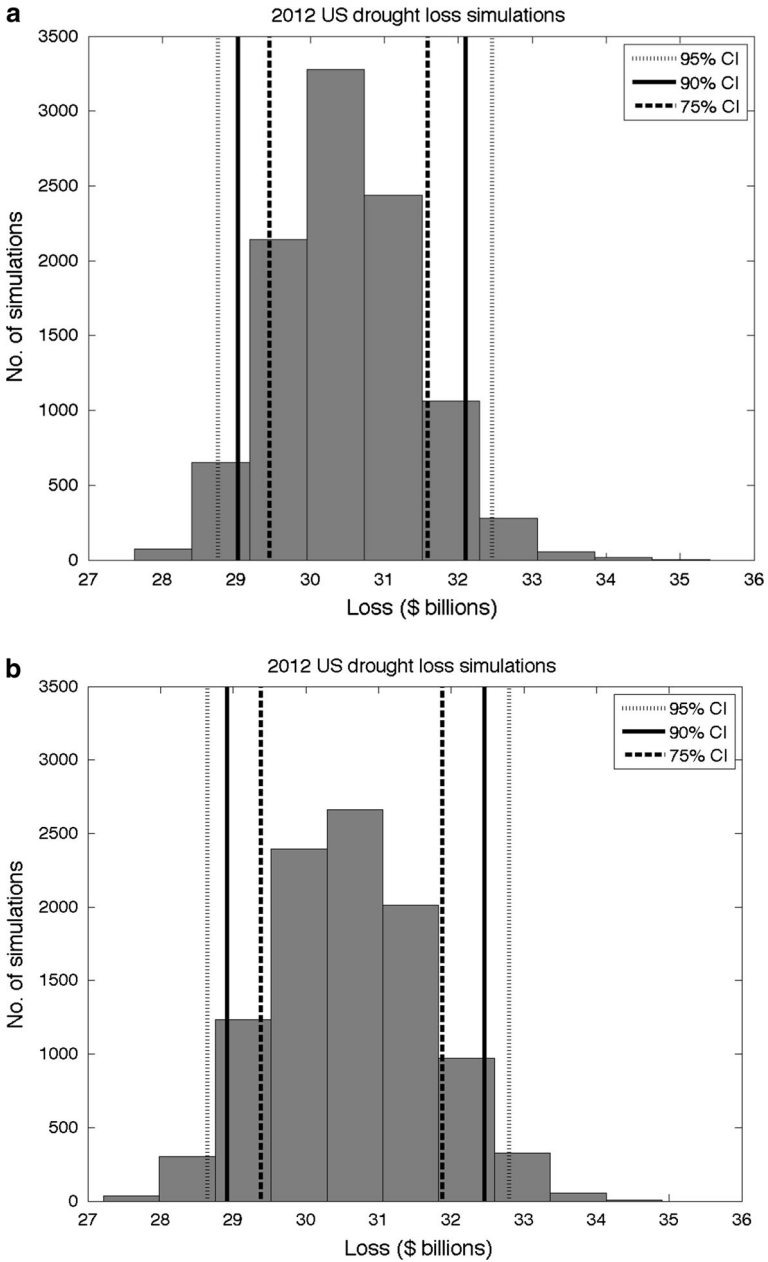 a
2012 US drought loss simulations
3500
3000
2500
2000
1500
1000
500
0
No. of simulations
95% CI
90% CI
75% CI
27 28 29 30 31 32 33 34 35 36
Loss ($ billions)
b
2012 US drought loss simulations
3500
3000
2500
2000
1500
1000
500
0
No. of simulations
95% CI
90% CI
75% CI
27 28 29 30 31 32 33 34 35 36
Loss ($ billions)